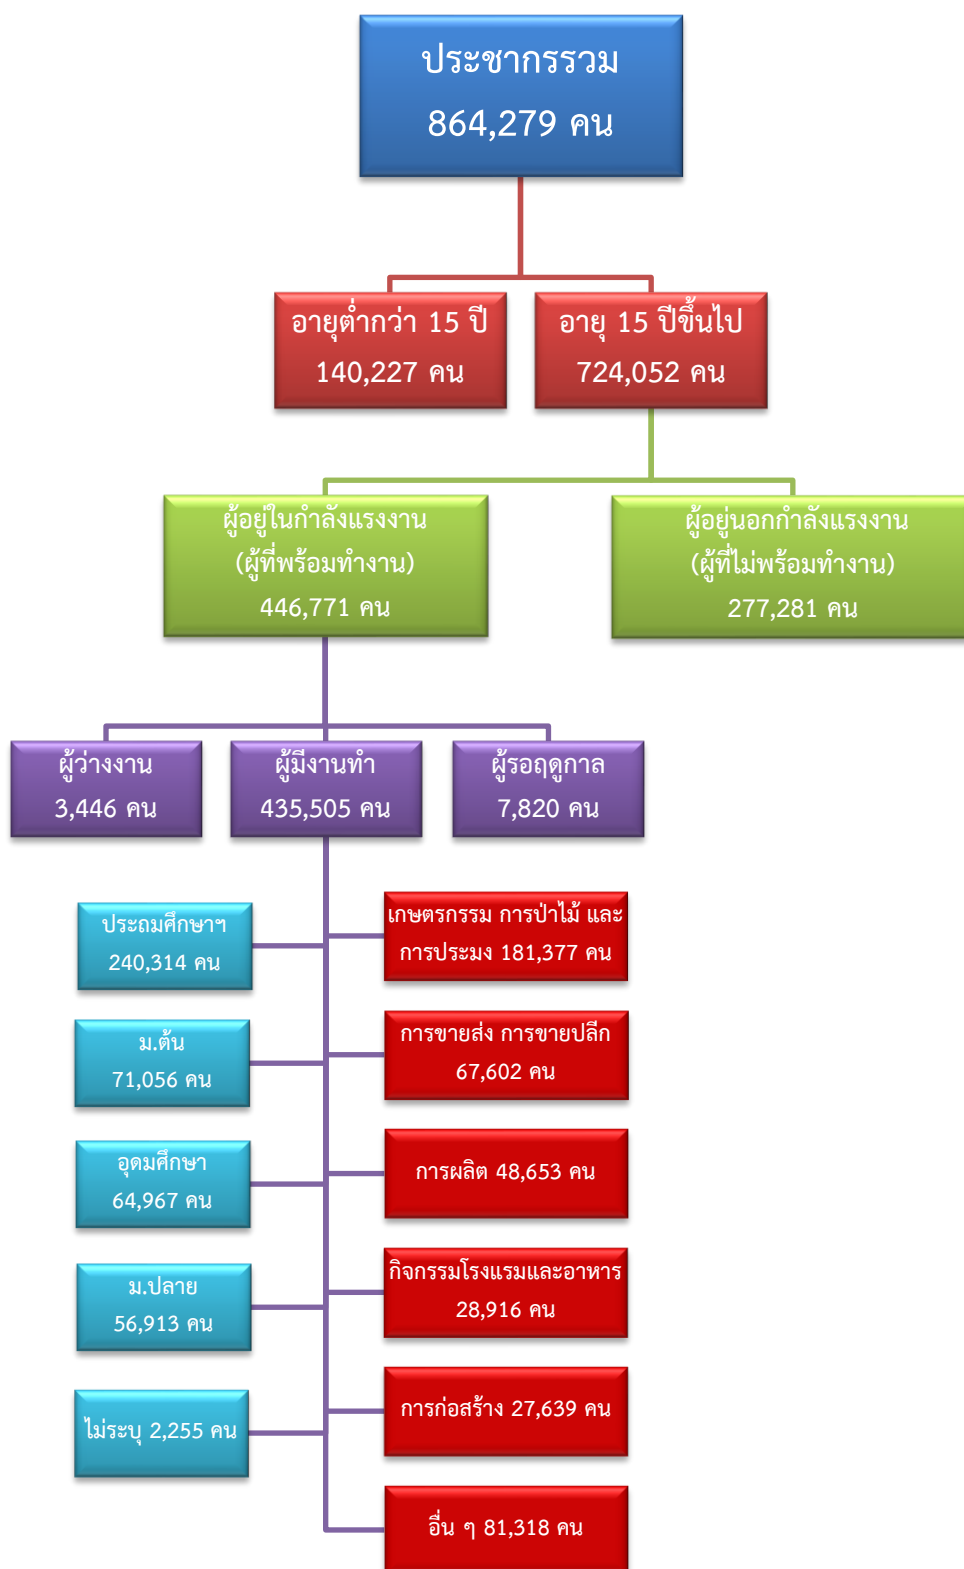 ประชากรรวม
864,279 คน
อายุต่ำกว่า 15 ปี
140,227 คน
อายุ 15 ปีขึ้นไป
724,052 คน
ผู้อยู่ในกำลังแรงงาน
(ผู้ที่พร้อมทำงาน)
446,771 คน
ผู้อยู่นอกกำลังแรงงาน
(ผู้ที่ไม่พร้อมทำงาน)
277,281 คน
ผู้ว่างงาน
3,446 คน
ผู้มีงานทำ
435,505 คน
ผู้รอฤดูกาล
7,820 คน
ประถมศึกษาฯ
240,314 คน
ม.ต้น
71,056 คน
อุดมศึกษา
64,967 คน
ม.ปลาย
56,913 คน
ไม่ระบุ 2,255 คน
เกษตรกรรม การป่าไม้ และ
การประมง 181,377 คน
การขายส่ง การขายปลีก
67,602 คน
การผลิต 48,653 คน
กิจกรรมโรงแรมและอาหาร
28,916 คน
การก่อสร้าง 27,639 คน
อื่น ๆ 81,318 คน